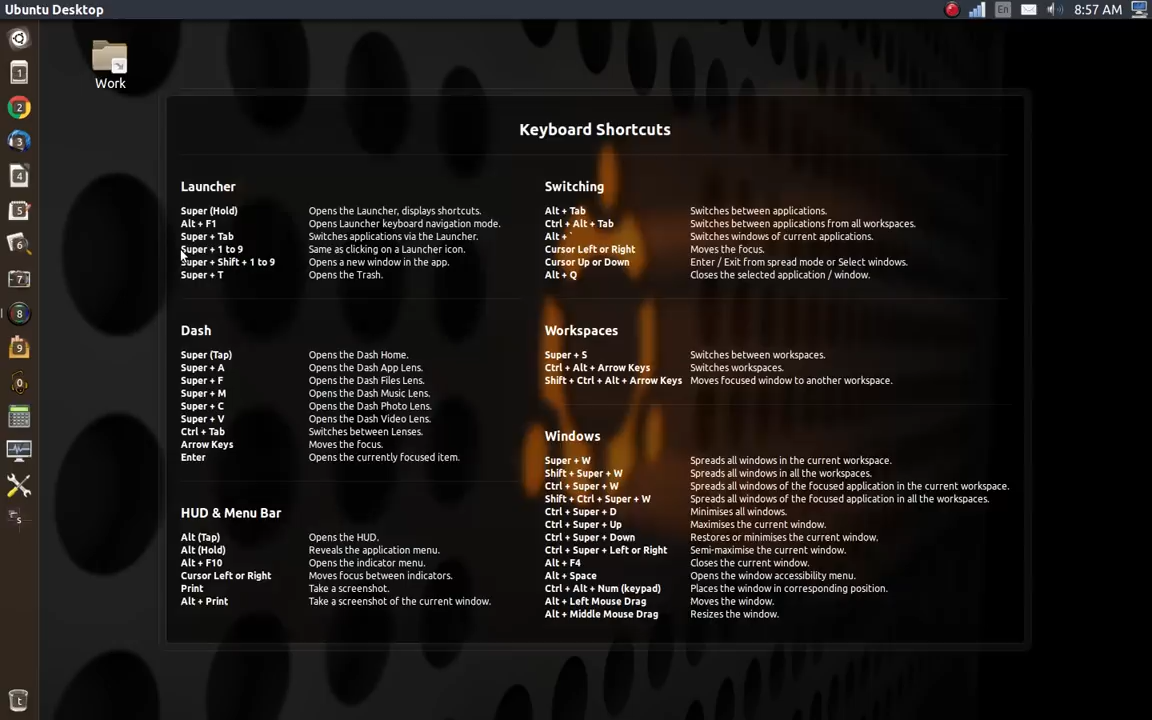 Ubuntu Desktop
En
8:57 AM
Work
1
2
3
4
5
6
7
8
9
0
s
t
Keyboard Shortcuts
Launcher
Super (Hold) Opens the Launcher, displays shortcuts.
Alt + F1 Opens Launcher keyboard navigation mode.
Super + Tab Switches applications via the Launcher.
Super + 1 to 9 Same as clicking on a Launcher icon.
Super + Shift + 1 to 9 Opens a new window in the app.
Super + T Opens the Trash.
Dash
Super (Tap) Opens the Dash Home.
Super + A Opens the Dash App Lens.
Super + F Opens the Dash Files Lens.
Super + M Opens the Dash Music Lens.
Super + C Opens the Dash Photo Lens.
Super + V Opens the Dash Video Lens.
Ctrl + Tab Switches between Lenses.
Arrow Keys Moves the focus.
Enter Opens the currently focused item.
HUD & Menu Bar
Alt (Tap) Opens the HUD.
Alt (Hold) Reveals the application menu.
Alt + F10 Opens the indicator menu.
Cursor Left or Right Moves focus between indicators.
Print Take a screenshot.
Alt + Print Take a screenshot of the current window.
Switching
Alt + Tab Switches between applications.
Ctrl + Alt + Tab Switches between applications from all workspaces.
Alt + ` Switches windows of current applications.
Cursor Left or Right Moves the focus.
Cursor Up or Down Enter / Exit from spread mode or Select windows.
Alt + Q Closes the selected application / window.
Workspaces
Super + S Switches between workspaces.
Ctrl + Alt + Arrow Keys Switches workspaces.
Shift + Ctrl + Alt + Arrow Keys Moves focused window to another workspace.
Windows
Super + W Spreads all windows in the current workspace.
Shift + Super + W Spreads all windows in all the workspaces.
Ctrl + Super + W Spreads all windows of the focused application in the current workspace.
Shift + Ctrl + Super + W Spreads all windows of the focused application in all the workspaces.
Ctrl + Super + D Minimises all windows.
Ctrl + Super + Up Maximises the current window.
Ctrl + Super + Down Restores or minimises the current window.
Ctrl + Super + Left or Right Semi-maximise the current window.
Alt + F4 Closes the current window.
Alt + Space Opens the window accessibility menu.
Ctrl + Alt + Num (keypad) Places the window in corresponding position.
Alt + Left Mouse Drag Moves the window.
Alt + Middle Mouse Drag Resizes the window.